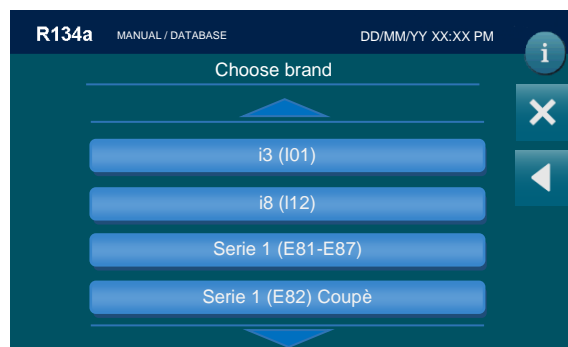 R134a MANUAL / DATABASE DD/MM/YY XX:XX PM
i
Choose brand
i3 (I01)
i8 (I12)
Serie 1 (E81-E87)
Serie 1 (E82) Coupè